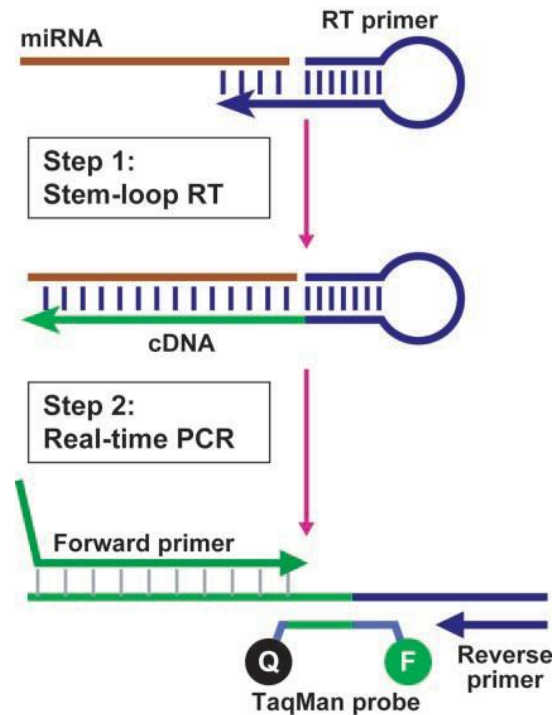 RT primer
miRNA
Step 1:
Stem-loop RT
cDNA
Step 2:
Real-time PCR
Forward primer
Q
F
Reverse
primer
TaqMan probe